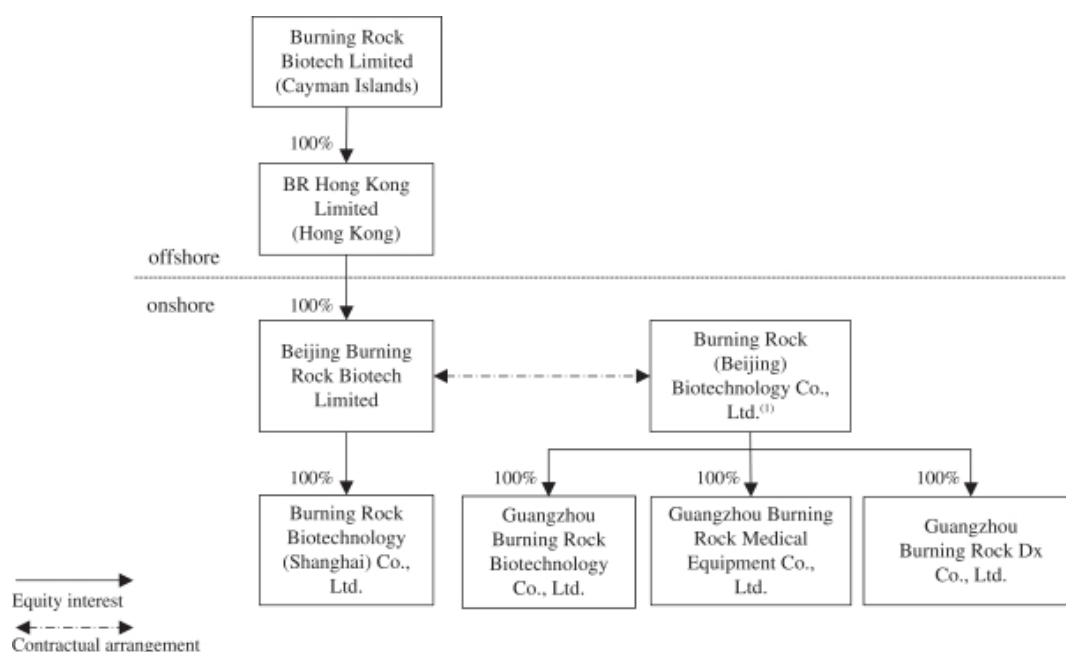 Burning Rock
Biotech Limited
(Cayman Islands)
100%
BR Hong Kong
Limited
(Hong Kong)
offshore
onshore
100%
Beijing Burning
Rock Biotech
Limited
Burning Rock
(Beijing)
Biotechnology Co.,
Ltd.(1)
100%
100%
100%
100%
Burning Rock
Biotechnology
(Shanghai) Co.,
Ltd.
Guangzhou
Burning Rock
Biotechnology
Co., Ltd.
Guangzhou Burning
Rock Medical
Equipment Co.,
Ltd.
Guangzhou
Burning Rock Dx
Co., Ltd.
Equity interest
Contractual arrangement